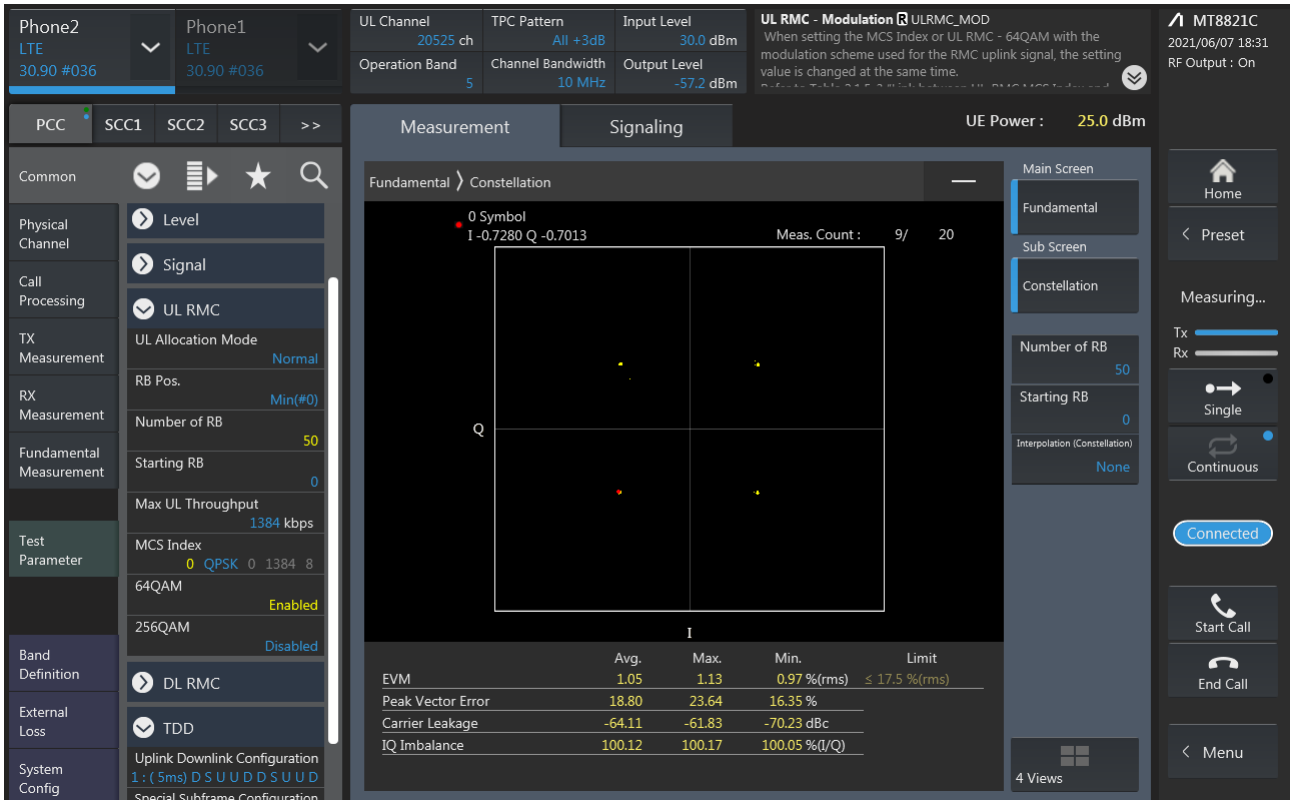 Phone2
LTE
30.90 #036
Phone1
LTE
30.90 #036
UL Channel
20525 ch
TPC Pattern
All +3dB
Input Level
30.0 dBm
Operation Band
5
Channel Bandwidth
10 MHz
Output Level
-57.2 dBm
UL RMC - Modulation R ULRMC_MOD
When setting the MCS Index or UL RMC - 64QAM with the
modulation scheme used for the RMC uplink signal, the setting
value is changed at the same time.
MT8821C
2021/06/07 18:31
RF Output : On
PCC
SCC1
SCC2
SCC3
>>
Measurement
Signaling
UE Power : 25.0 dBm
Common
Physical
Channel
Call
Processing
TX
Measurement
RX
Measurement
Fundamental
Measurement
Test
Parameter
Band
Definition
External
Loss
System
Config
Level
Signal
UL RMC
UL Allocation Mode
Normal
RB Pos.
Min(#0)
Number of RB
50
Starting RB
0
Max UL Throughput
1384 kbps
MCS Index
0 QPSK 0 1384 8
64QAM
Enabled
256QAM
Disabled
DL RMC
TDD
Uplink Downlink Configuration
1 : ( 5ms) D S U U D D S U U D
Special Subframe Configuration
Fundamental 〉 Constellation
0 Symbol
I -0.7280 Q -0.7013
Meas. Count : 9/ 20
Q
I
Avg. Max. Min. Limit
EVM 1.05 1.13 0.97 %(rms) ≤ 17.5 %(rms)
Peak Vector Error 18.80 23.64 16.35 %
Carrier Leakage -64.11 -61.83 -70.23 dBc
IQ Imbalance 100.12 100.17 100.05 %(I/Q)
Main Screen
Fundamental
Sub Screen
Constellation
Number of RB
50
Starting RB
0
Interpolation (Constellation)
None
4 Views
Home
< Preset
Measuring...
Tx
Rx
Single
Continuous
Connected
Start Call
End Call
< Menu